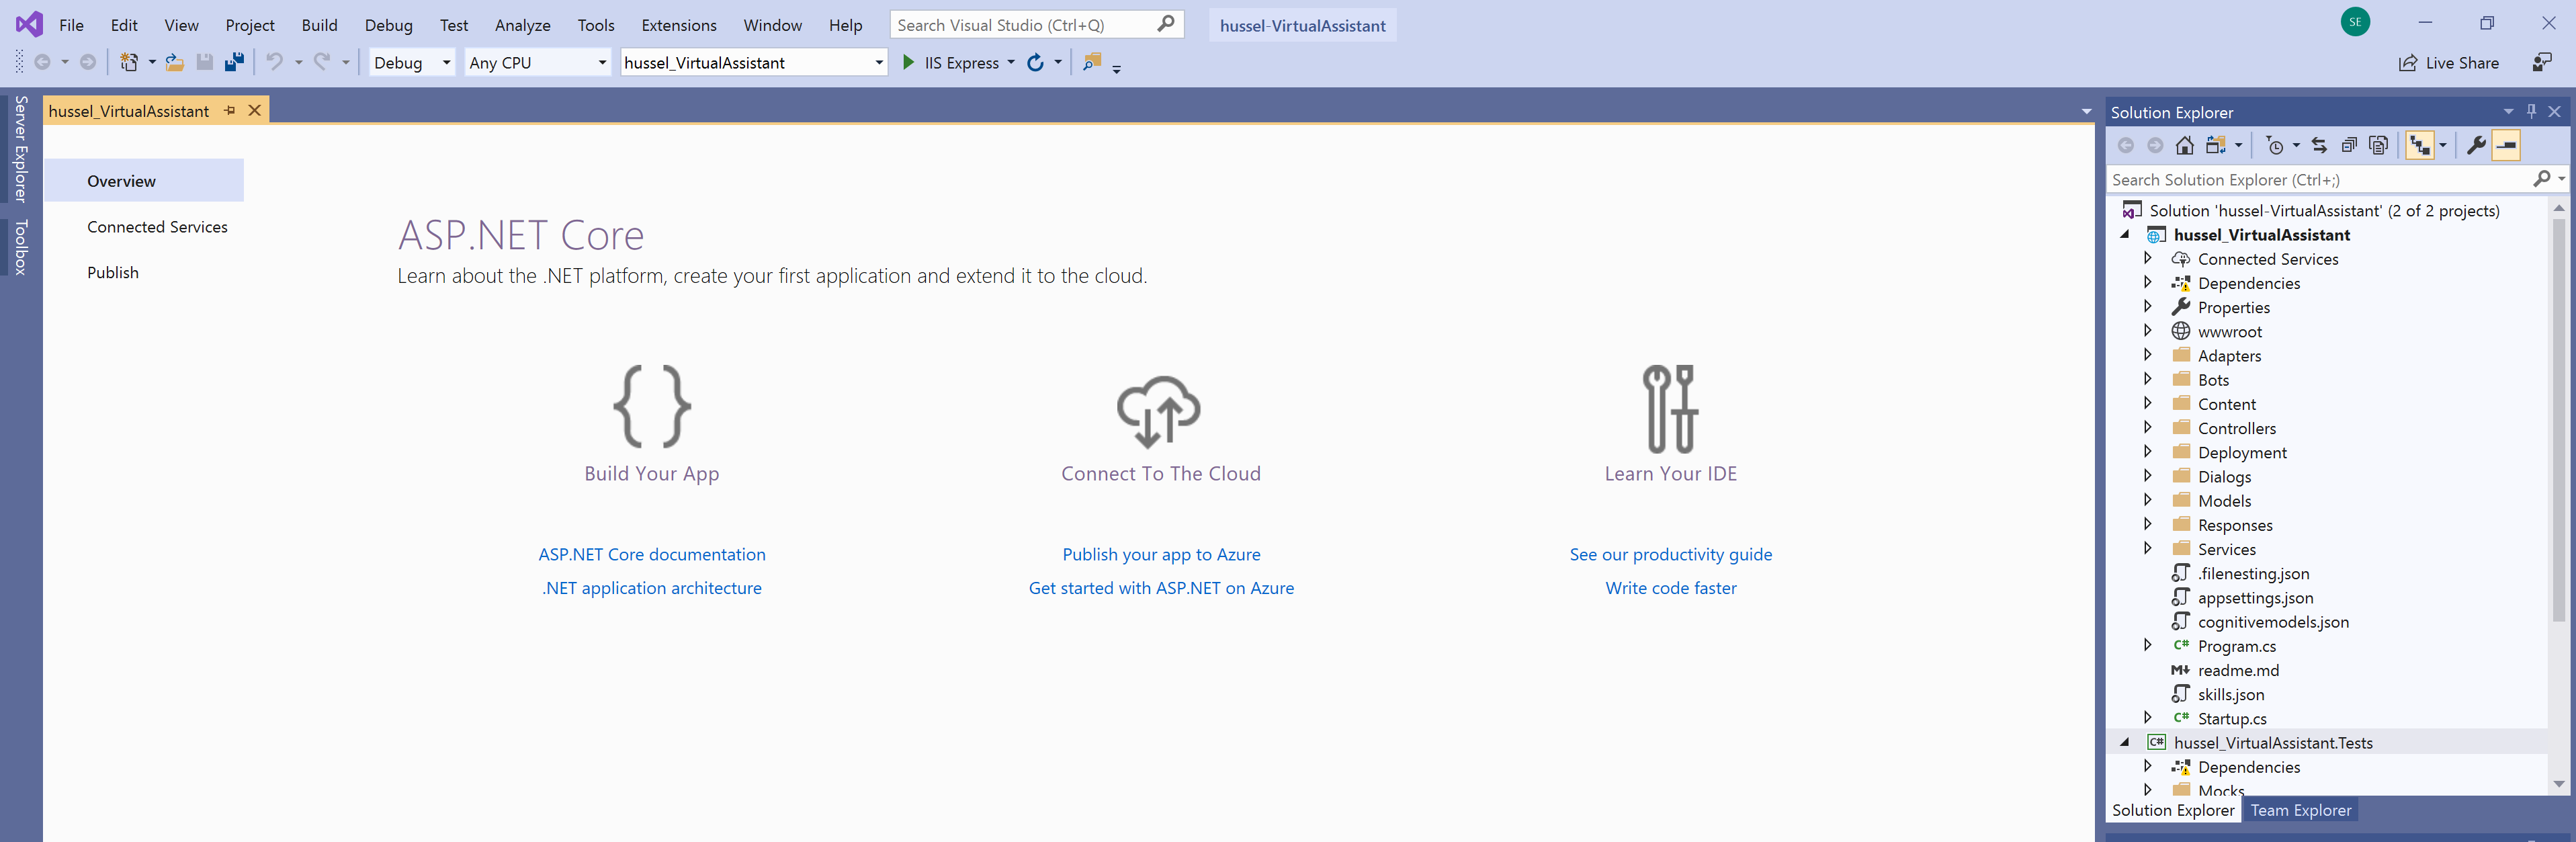 File Edit View Project Build Debug Test Analyze Tools Extensions Window Help Search Visual Studio (Ctrl+Q) hussel-VirtualAssistant SE
Debug Any CPU hussel_VirtualAssistant IIS Express Live Share
Server Explorer
Toolbox
hussel_VirtualAssistant
Overview
Connected Services
Publish
ASP.NET Core
Learn about the .NET platform, create your first application and extend it to the cloud.
Build Your App
ASP.NET Core documentation
.NET application architecture
Connect To The Cloud
Publish your app to Azure
Get started with ASP.NET on Azure
Learn Your IDE
See our productivity guide
Write code faster
Solution Explorer
Search Solution Explorer (Ctrl+;)
Solution 'hussel-VirtualAssistant' (2 of 2 projects)
hussel_VirtualAssistant
Connected Services
Dependencies
Properties
wwwroot
Adapters
Bots
Content
Controllers
Deployment
Dialogs
Models
Responses
Services
.filenesting.json
appsettings.json
cognitivemodels.json
C# Program.cs
M readme.md
skills.json
C# Startup.cs
C# hussel_VirtualAssistant.Tests
Dependencies
Mocks
Solution Explorer Team Explorer